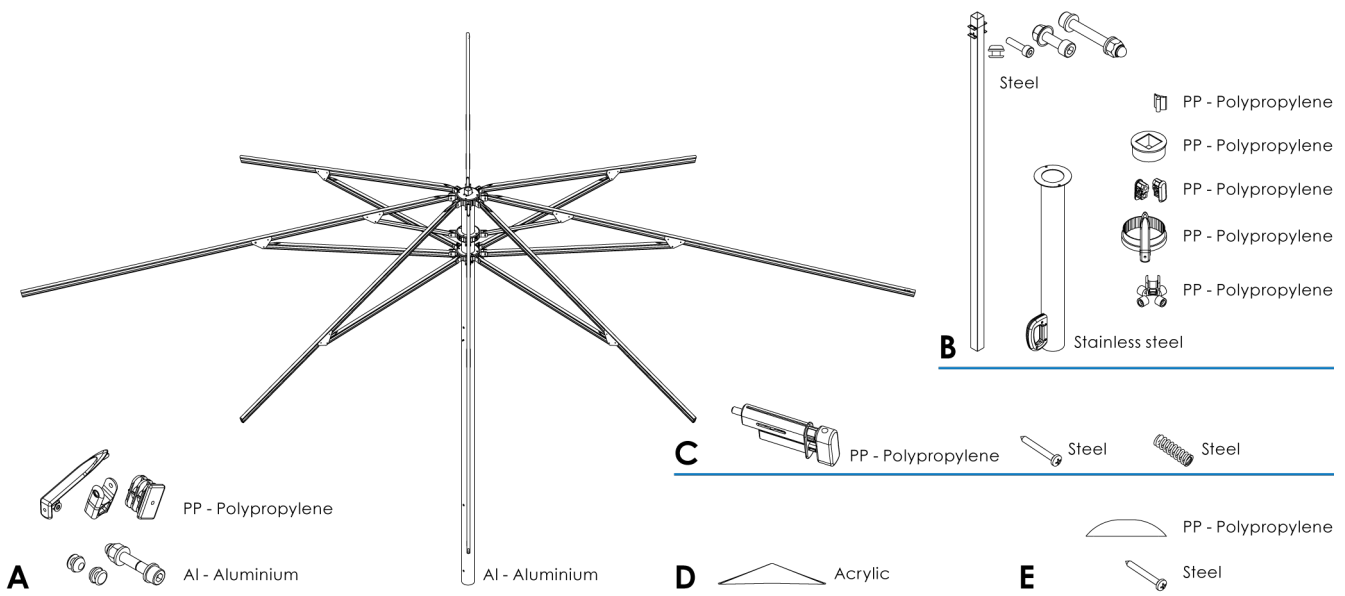 Steel
PP - Polypropylene
PP - Polypropylene
PP - Polypropylene
PP - Polypropylene
PP - Polypropylene
Stainless steel
B
C
PP - Polypropylene
Steel
Steel
PP - Polypropylene
Al - Aluminium
A
Al - Aluminium
D
Acrylic
E
PP - Polypropylene
Steel